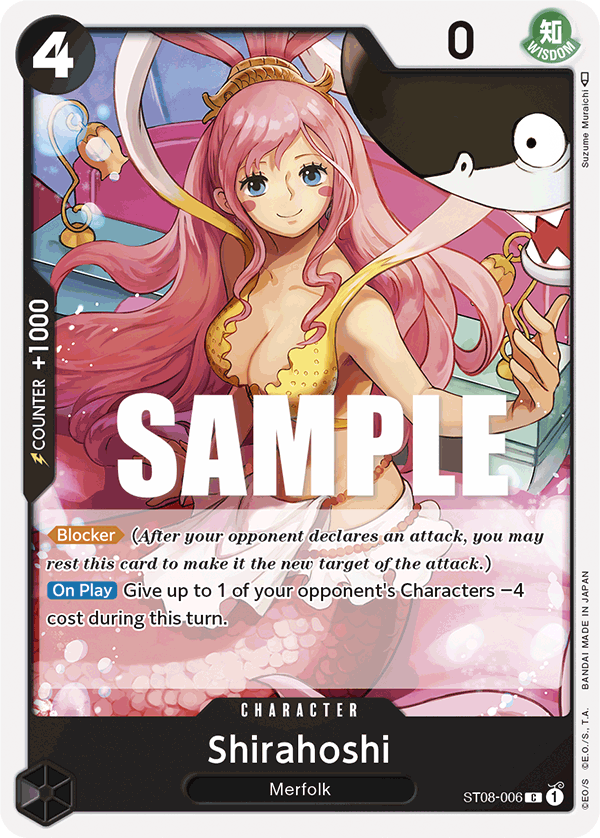 4
0
知
WISDOM
Suzume Muraichi
COUNTER +1000
SAMPLE
Blocker (After your opponent declares an attack, you may
rest this card to make it the new target of the attack.)
On Play Give up to 1 of your opponent's Characters −4
cost during this turn.
CHARACTER
Shirahoshi
Merfolk
ST08-006 C 1
©EO/S ©E.O./S., T.A. BANDAI MADE IN JAPAN